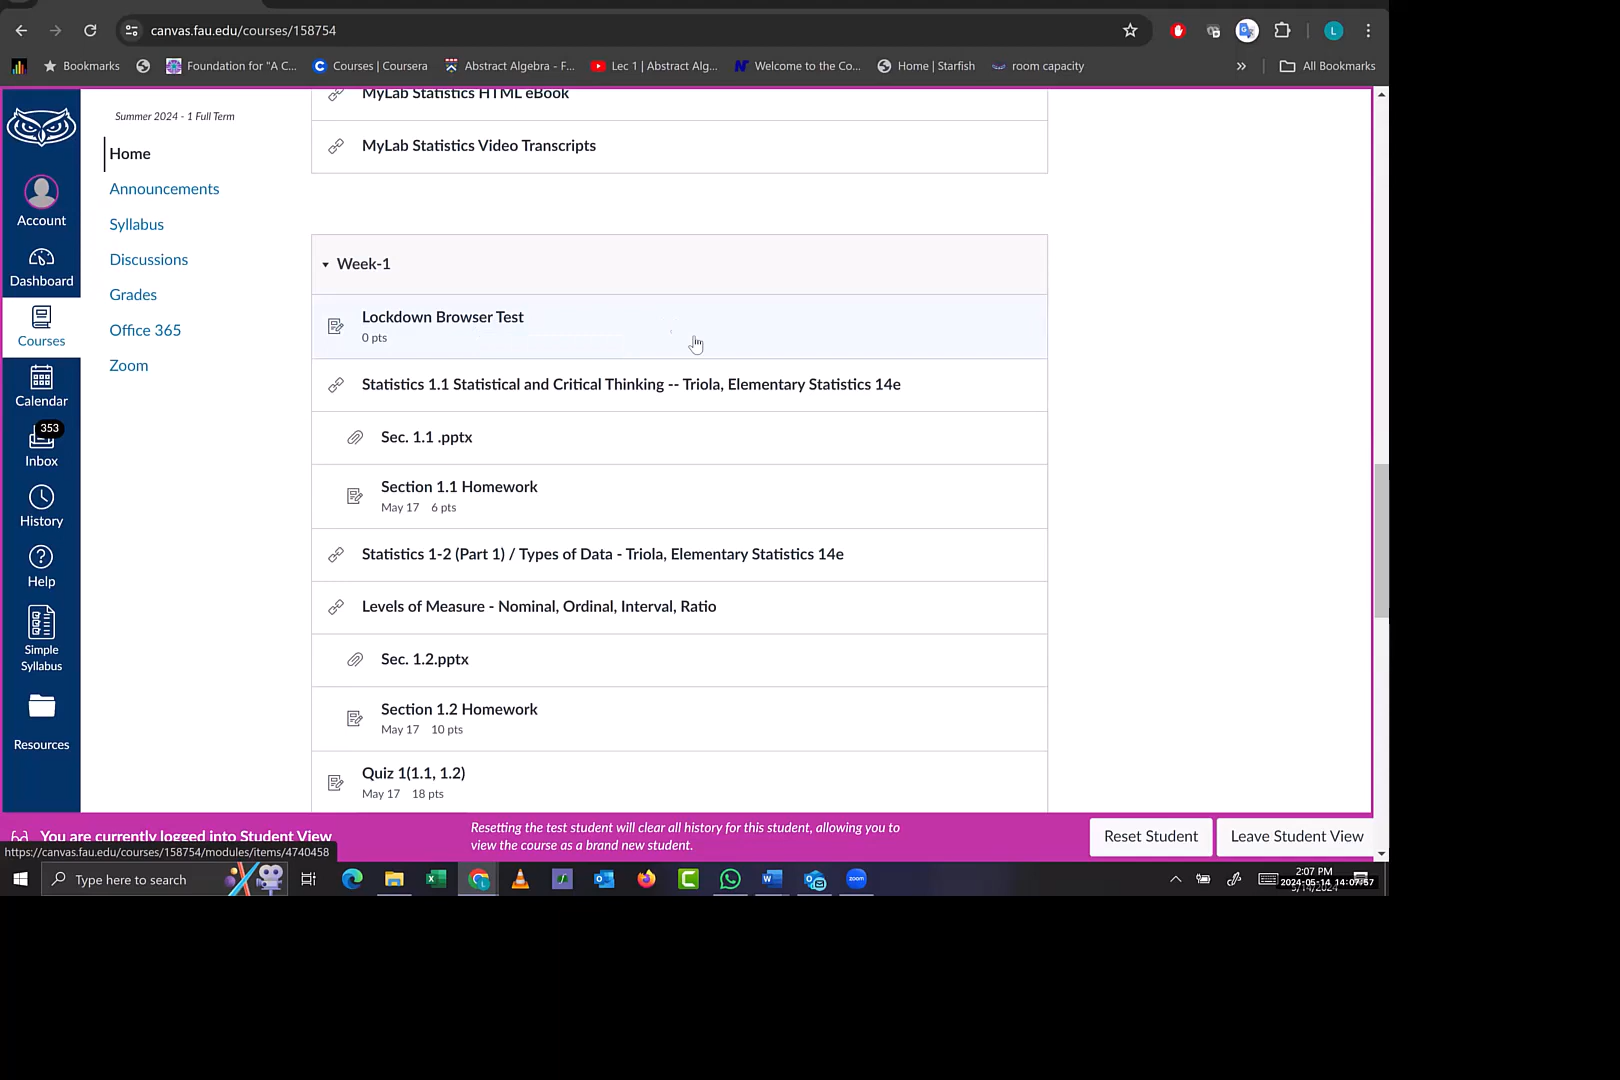 canvas.fau.edu/courses/158754
L
Bookmarks
Foundation for "A C...
Courses | Coursera
Abstract Algebra - F...
Lec 1 | Abstract Alg...
Welcome to the Co...
Home | Starfish
room capacity
»
All Bookmarks
Account
Dashboard
Courses
Calendar
353
Inbox
History
Help
Simple
Syllabus
Resources
Summer 2024 - 1 Full Term
Home
Announcements
Syllabus
Discussions
Grades
Office 365
Zoom
MyLab Statistics HTML eBook
MyLab Statistics Video Transcripts
Week-1
Lockdown Browser Test
0 pts
Statistics 1.1 Statistical and Critical Thinking -- Triola, Elementary Statistics 14e
Sec. 1.1 .pptx
Section 1.1 Homework
May 17 6 pts
Statistics 1-2 (Part 1) / Types of Data - Triola, Elementary Statistics 14e
Levels of Measure - Nominal, Ordinal, Interval, Ratio
Sec. 1.2.pptx
Section 1.2 Homework
May 17 10 pts
Quiz 1(1.1, 1.2)
May 17 18 pts
You are currently logged into Student View
Resetting the test student will clear all history for this student, allowing you to
view the course as a brand new student.
Reset Student
Leave Student View
https://canvas.fau.edu/courses/158754/modules/items/4740458
Type here to search
zoom
2:07 PM
2024-05-14 14:07:57